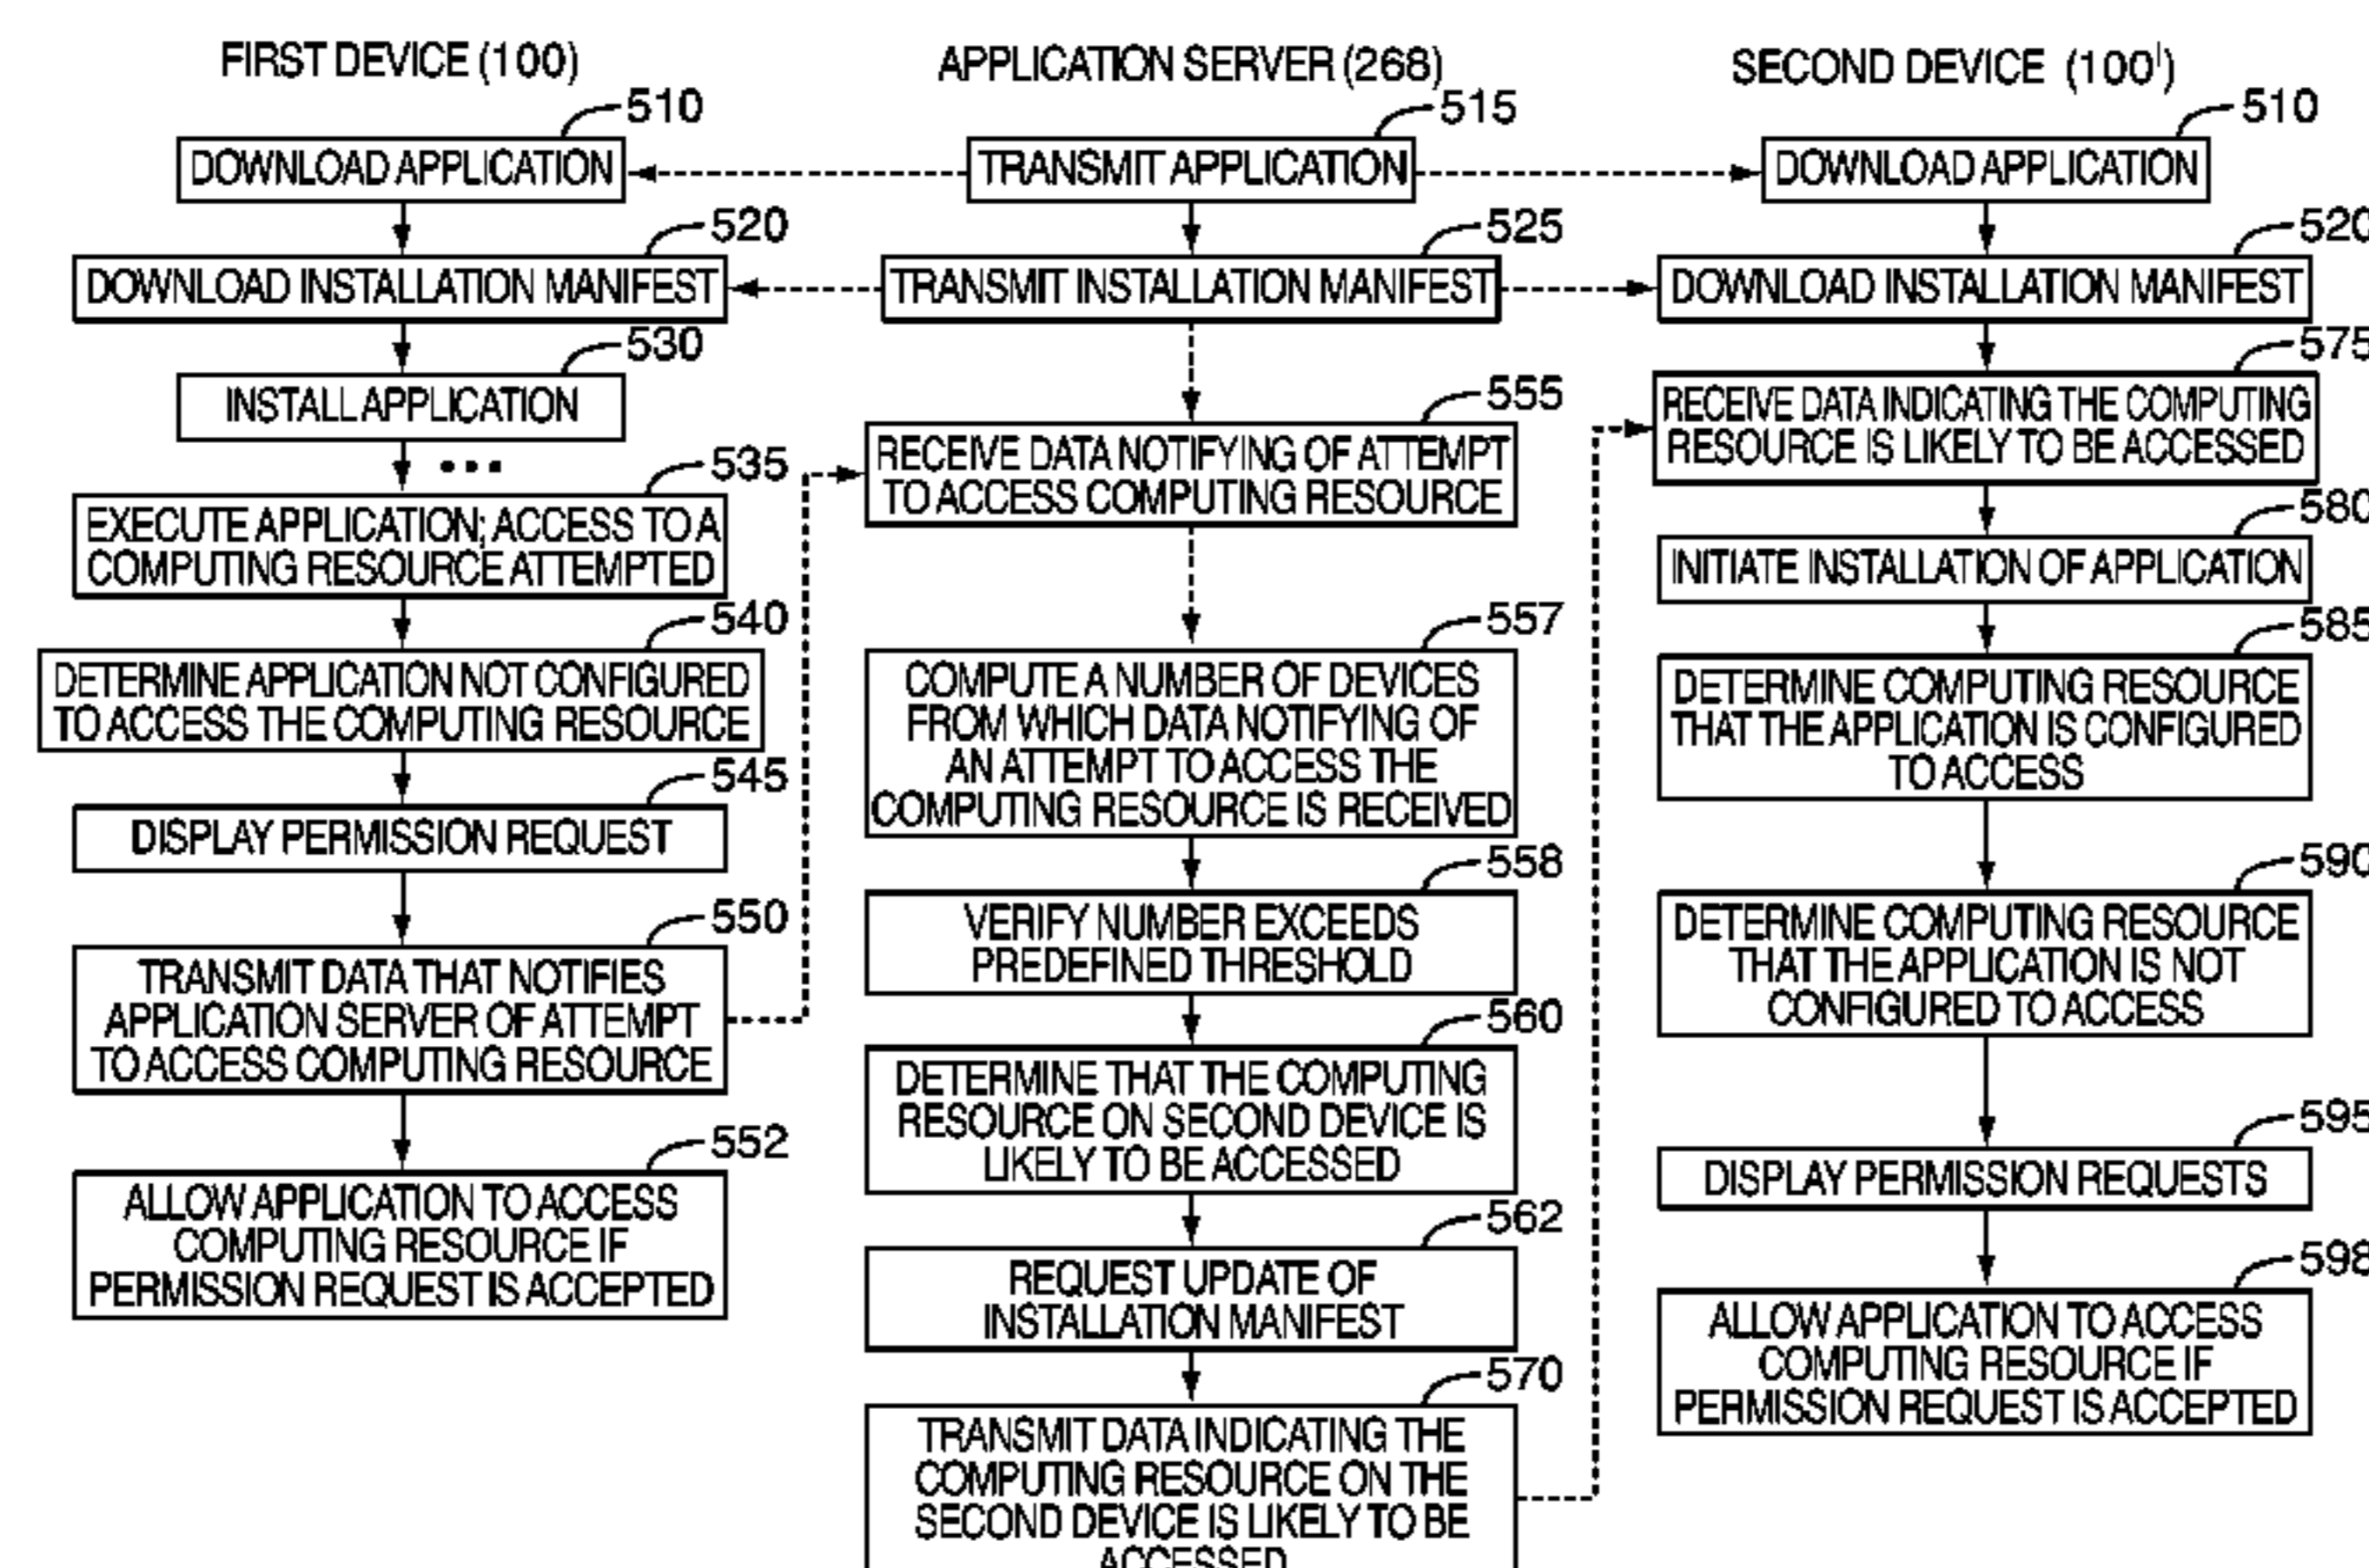 FIRST DEVICE (100)
510
DOWNLOAD APPLICATION
520
DOWNLOAD INSTALLATION MANIFEST
530
INSTALL APPLICATION
•••
535
EXECUTE APPLICATION; ACCESS TO A
COMPUTING RESOURCE ATTEMPTED
540
DETERMINE APPLICATION NOT CONFIGURED
TO ACCESS THE COMPUTING RESOURCE
545
DISPLAY PERMISSION REQUEST
550
TRANSMIT DATA THAT NOTIFIES
APPLICATION SERVER OF ATTEMPT
TO ACCESS COMPUTING RESOURCE
552
ALLOW APPLICATION TO ACCESS
COMPUTING RESOURCE IF
PERMISSION REQUEST IS ACCEPTED
APPLICATION SERVER (268)
515
TRANSMIT APPLICATION
525
TRANSMIT INSTALLATION MANIFEST
555
RECEIVE DATA NOTIFYING OF ATTEMPT
TO ACCESS COMPUTING RESOURCE
557
COMPUTE A NUMBER OF DEVICES
FROM WHICH DATA NOTIFYING OF
AN ATTEMPT TO ACCESS THE
COMPUTING RESOURCE IS RECEIVED
558
VERIFY NUMBER EXCEEDS
PREDEFINED THRESHOLD
560
DETERMINE THAT THE COMPUTING
RESOURCE ON SECOND DEVICE IS
LIKELY TO BE ACCESSED
562
REQUEST UPDATE OF
INSTALLATION MANIFEST
570
TRANSMIT DATA INDICATING THE
COMPUTING RESOURCE ON THE
SECOND DEVICE IS LIKELY TO BE
ACCESSED
SECOND DEVICE (100')
510
DOWNLOAD APPLICATION
520
DOWNLOAD INSTALLATION MANIFEST
575
RECEIVE DATA INDICATING THE COMPUTING
RESOURCE IS LIKELY TO BE ACCESSED
580
INITIATE INSTALLATION OF APPLICATION
585
DETERMINE COMPUTING RESOURCE
THAT THE APPLICATION IS CONFIGURED
TO ACCESS
590
DETERMINE COMPUTING RESOURCE
THAT THE APPLICATION IS NOT
CONFIGURED TO ACCESS
595
DISPLAY PERMISSION REQUESTS
598
ALLOW APPLICATION TO ACCESS
COMPUTING RESOURCE IF
PERMISSION REQUEST IS ACCEPTED